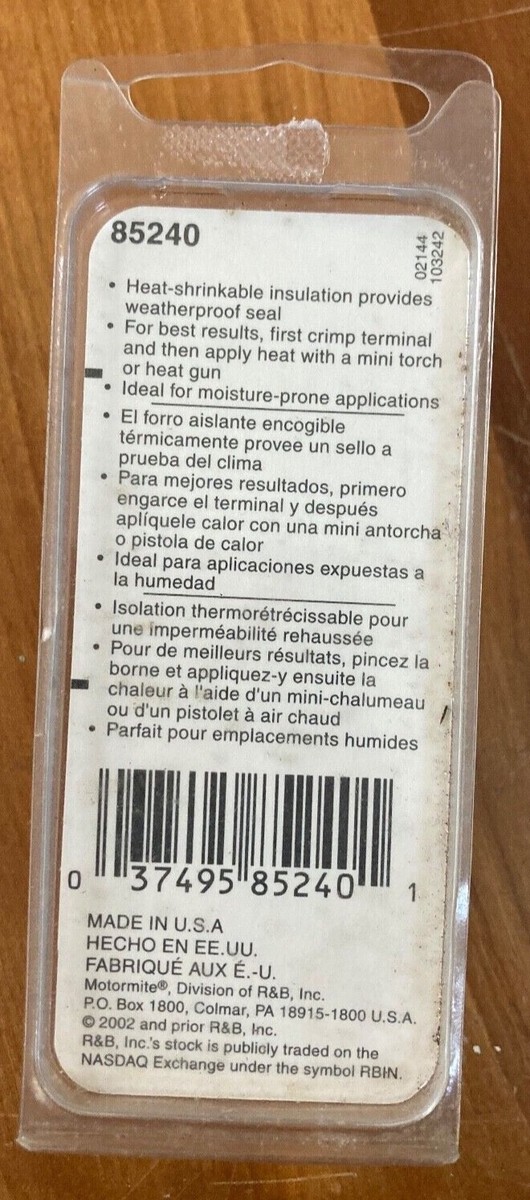 85240
02144
103242
• Heat-shrinkable insulation provides
weatherproof seal
• For best results, first crimp terminal
and then apply heat with a mini torch
or heat gun
• Ideal for moisture-prone applications
• El forro aislante encogible
térmicamente provee un sello a
prueba del clima
• Para mejores resultados, primero
engarce el terminal y después
aplíquele calor con una mini antorcha
o pistola de calor
• Ideal para aplicaciones expuestas a
la humedad
• Isolation thermorétrécissable pour
une imperméabilité rehaussée
• Pour de meilleurs résultats, pincez la
borne et appliquez-y ensuite la
chaleur à l'aide d'un mini-chalumeau
ou d'un pistolet à air chaud
• Parfait pour emplacements humides
0 37495 85240 1
MADE IN U.S.A
HECHO EN EE.UU.
FABRIQUÉ AUX É.-U.
Motormite®, Division of R&B, Inc.
P.O. Box 1800, Colmar, PA 18915-1800 U.S.A.
© 2002 and prior R&B, Inc.
R&B, Inc.'s stock is publicly traded on the
NASDAQ Exchange under the symbol RBIN.